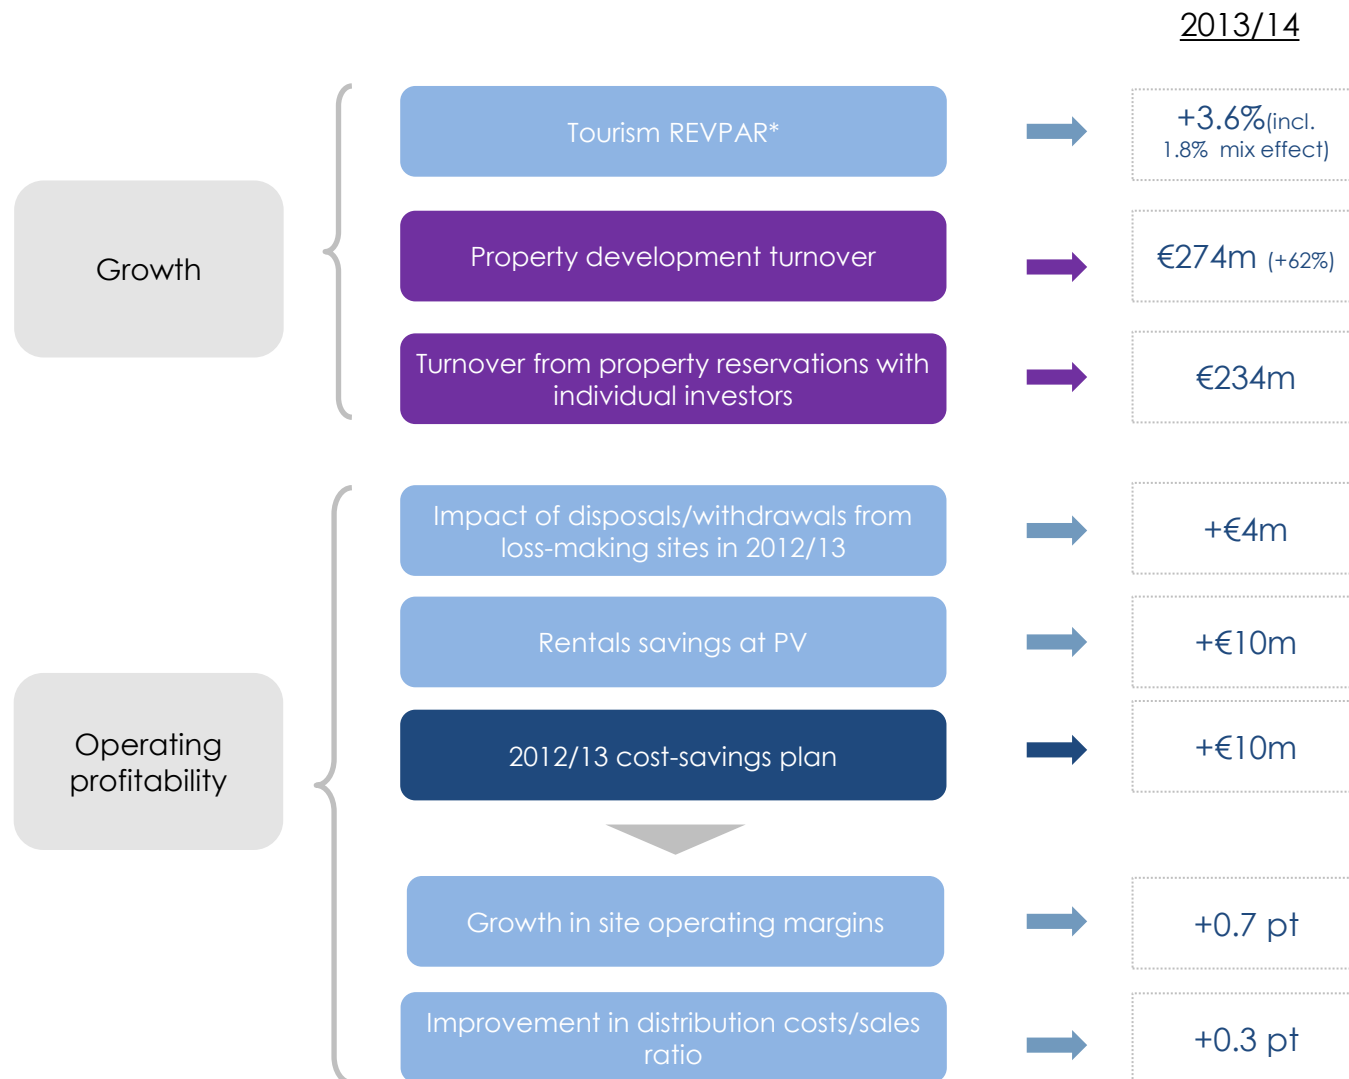 2013/14
Growth
Tourism REVPAR*
+3.6%(incl.
1.8% mix effect)
Property development turnover
€274m (+62%)
Turnover from property reservations with
individual investors
€234m
Operating
profitability
Impact of disposals/withdrawals from
loss-making sites in 2012/13
+€4m
Rentals savings at PV
+€10m
2012/13 cost-savings plan
+€10m
Growth in site operating margins
+0.7 pt
Improvement in distribution costs/sales
ratio
+0.3 pt